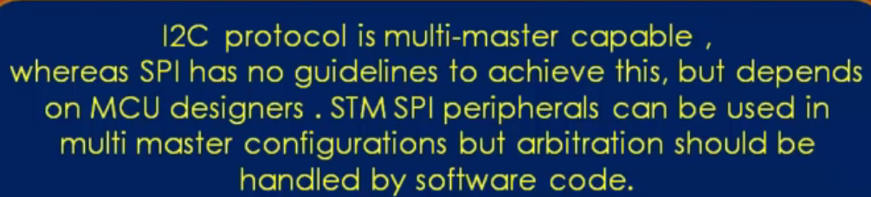 I2C protocol is multi-master capable ,
whereas SPI has no guidelines to achieve this, but depends
on MCU designers . STM SPI peripherals can be used in
multi master configurations but arbitration should be
handled by software code.